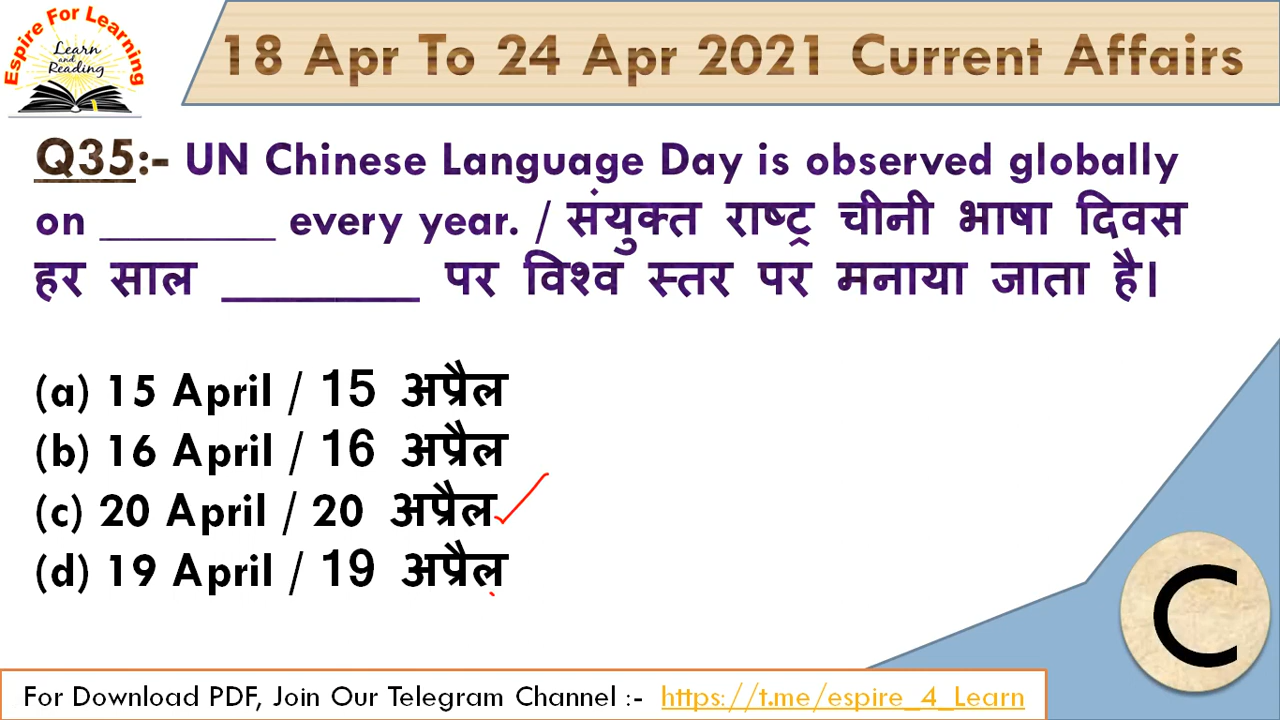 Espire For Learning
Learn
and
Reading
18 Apr To 24 Apr 2021 Current Affairs
Q35:- UN Chinese Language Day is observed globally
on _________ every year. / संयुक्त राष्ट्र चीनी भाषा दिवस
हर साल _________ पर विश्व स्तर पर मनाया जाता है।
(a) 15 April / 15 अप्रैल
(b) 16 April / 16 अप्रैल
(c) 20 April / 20 अप्रैल
(d) 19 April / 19 अप्रैल
C
For Download PDF, Join Our Telegram Channel :- https://t.me/espire_4_Learn